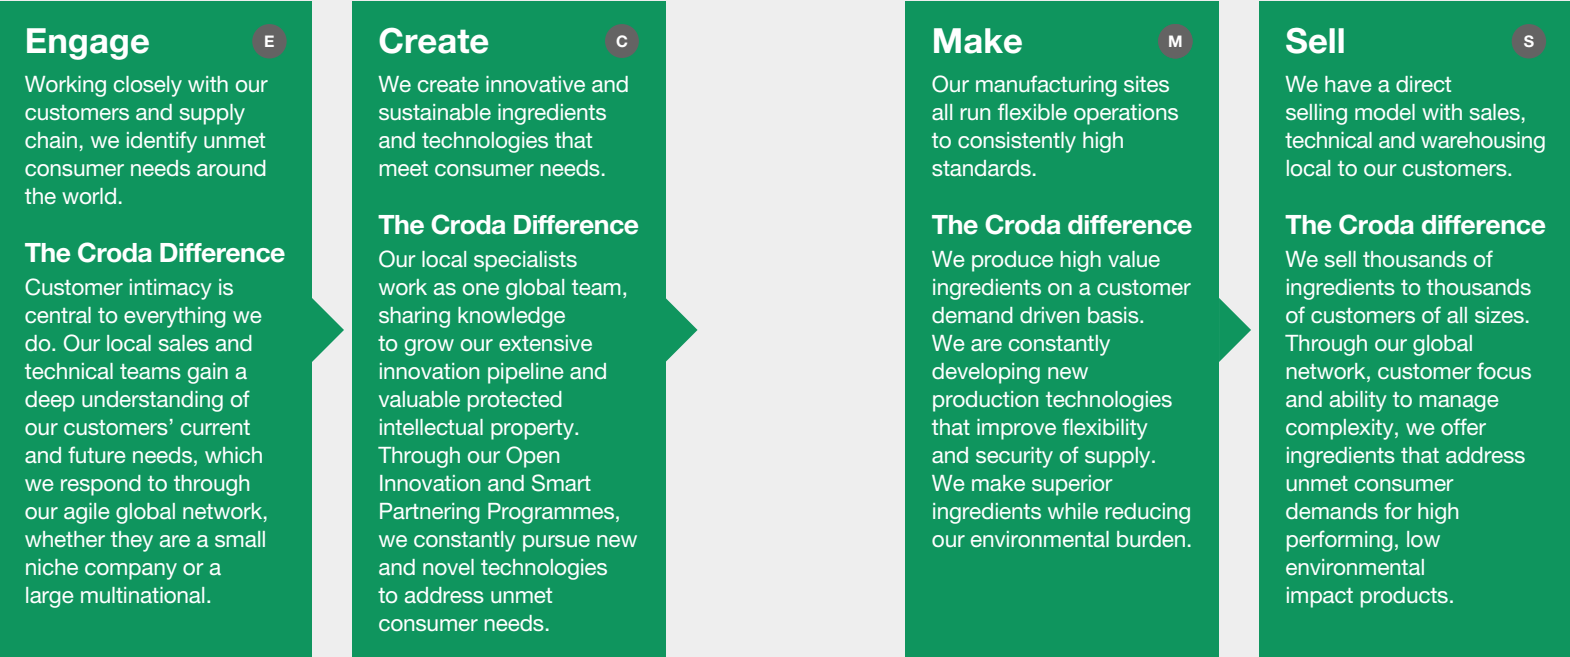 Engage
E
Working closely with our
customers and supply
chain, we identify unmet
consumer needs around
the world.
The Croda Difference
Customer intimacy is
central to everything we
do. Our local sales and
technical teams gain a
deep understanding of
our customers’ current
and future needs, which
we respond to through
our agile global network,
whether they are a small
niche company or a
large multinational.
Create
C
We create innovative and
sustainable ingredients
and technologies that
meet consumer needs.
The Croda Difference
Our local specialists
work as one global team,
sharing knowledge
to grow our extensive
innovation pipeline and
valuable protected
intellectual property.
Through our Open
Innovation and Smart
Partnering Programmes,
we constantly pursue new
and novel technologies
to address unmet
consumer needs.
Make
M
Our manufacturing sites
all run flexible operations
to consistently high
standards.
The Croda difference
We produce high value
ingredients on a customer
demand driven basis.
We are constantly
developing new
production technologies
that improve flexibility
and security of supply.
We make superior
ingredients while reducing
our environmental burden.
Sell
S
We have a direct
selling model with sales,
technical and warehousing
local to our customers.
The Croda difference
We sell thousands of
ingredients to thousands
of customers of all sizes.
Through our global
network, customer focus
and ability to manage
complexity, we offer
ingredients that address
unmet consumer
demands for high
performing, low
environmental
impact products.